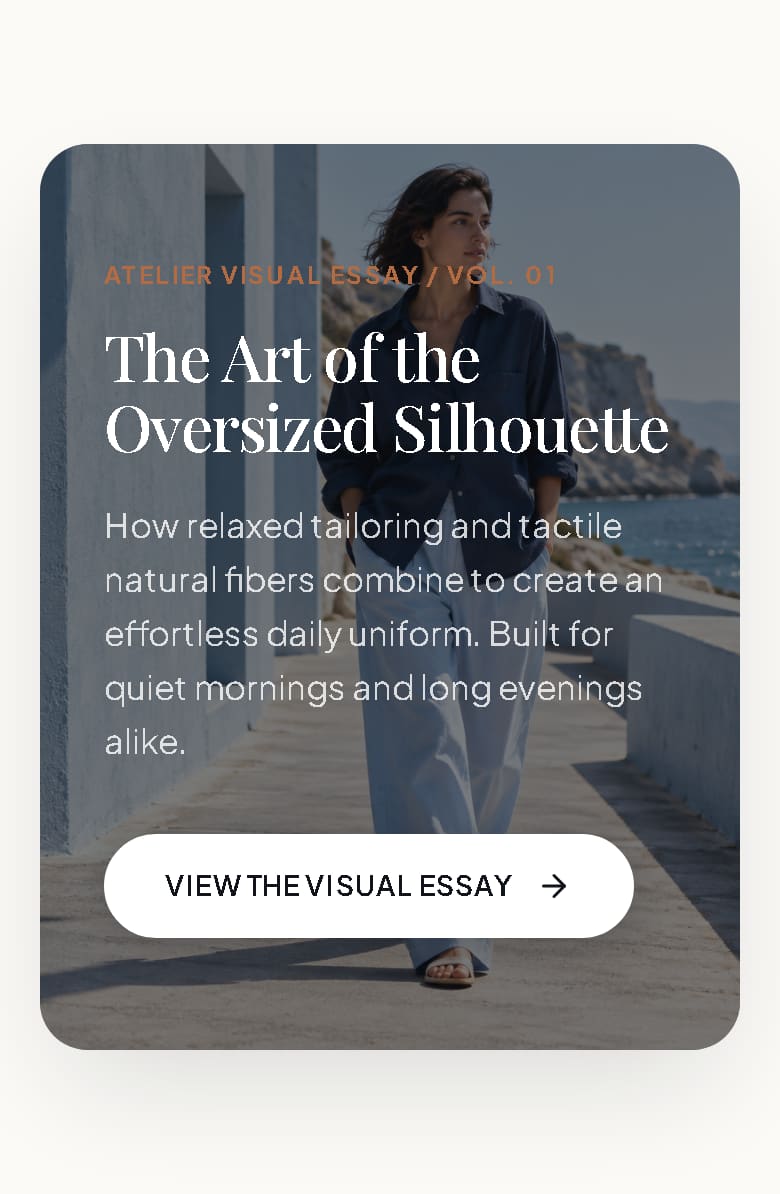 ATELIER VISUAL ESSAY / VOL. 01
The Art of the
Oversized Silhouette
How relaxed tailoring and tactile
natural fibers combine to create an
effortless daily uniform. Built for
quiet mornings and long evenings
alike.
VIEW THE VISUAL ESSAY →